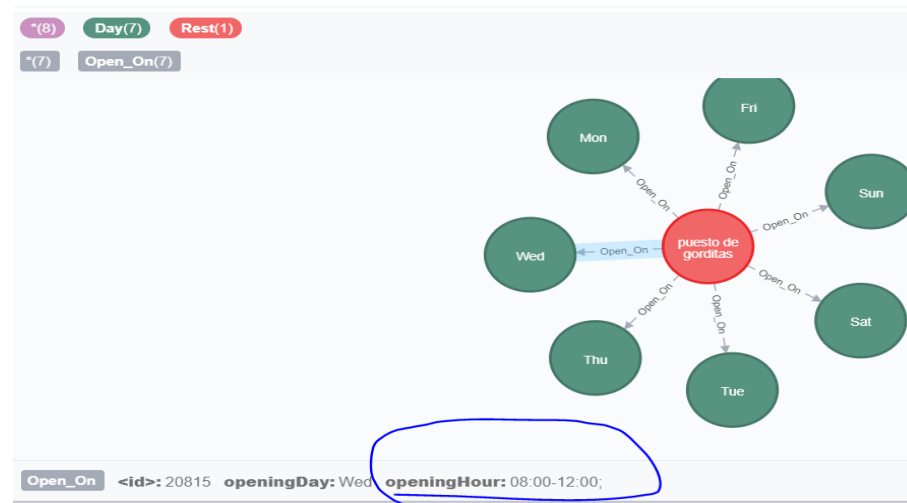 *(8) Day(7) Rest(1)
*(7) Open_On(7)
Fri
Mon
Open_On
Open_On
Sun
Open_On
puesto de
gorditas
Open_On
Wed
Open_On
Sat
Open_On
Open_On
Thu
Tue
Open_On <id>: 20815 openingDay: Wed openingHour: 08:00-12:00;